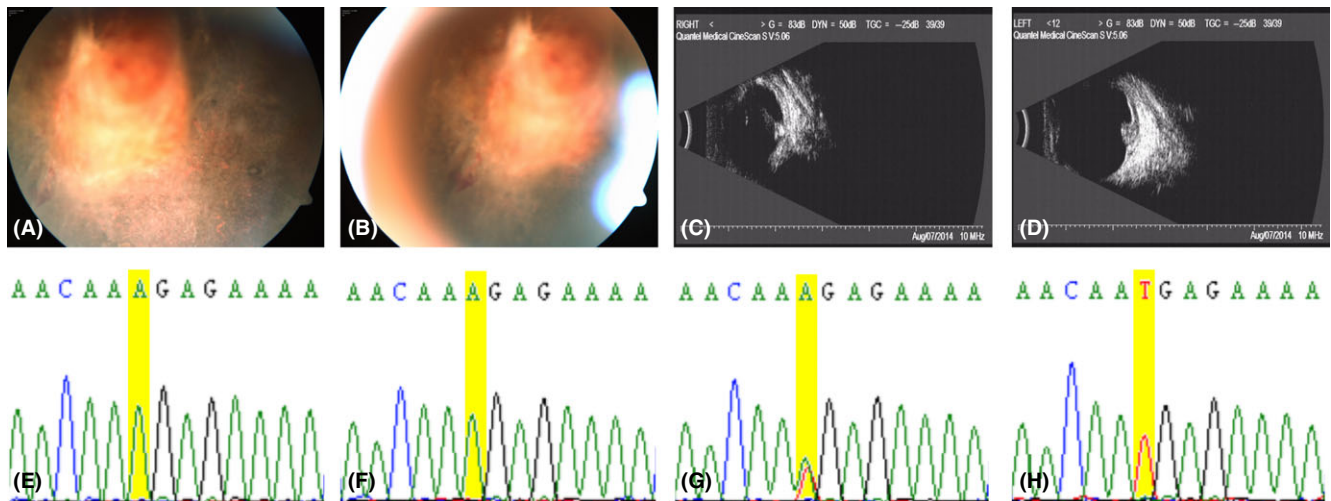 (A)
(B)
RIGHT < > G = 83dB DYN = 50dB TGC = –25dB 39/39
Quantel Medical CineScan S V:5.06
Aug/07/2014 10 MHz
(C)
LEFT <12 > G = 83dB DYN = 50dB TGC = –25dB 39/39
Quantel Medical CineScan S V:5.06
Aug/07/2014 10 MHz
(D)
A A C A A A G A G A A A A
(E)
A A C A A A G A G A A A A
(F)
A A C A A A G A G A A A A
(G)
A A C A A T G A G A A A A
(H)